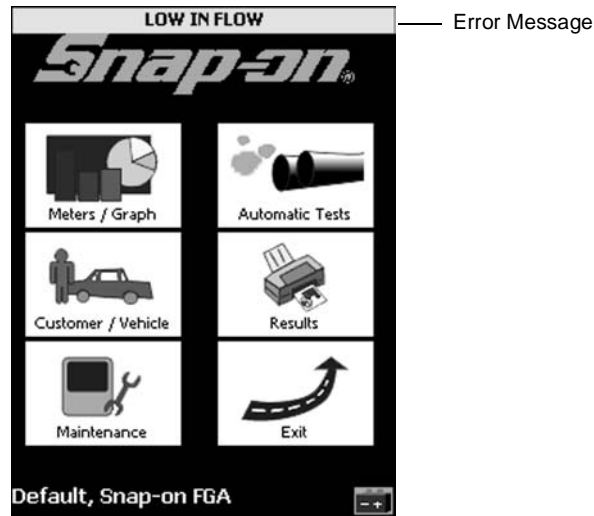 LOW IN FLOW
Error Message
Snap-on®
Meters / Graph
Automatic Tests
Customer / Vehicle
Results
Maintenance
Exit
Default, Snap-on FGA
- +